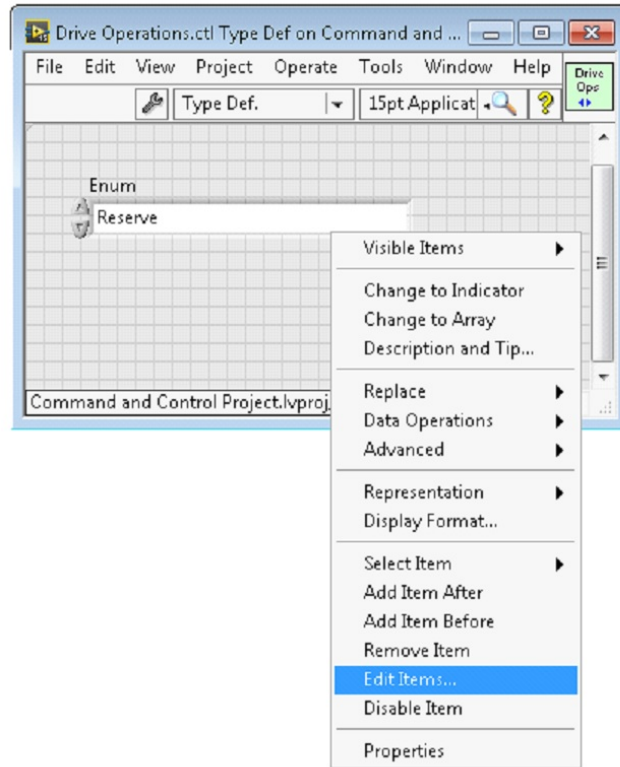 Drive Operations.ctl Type Def on Command and ...
File Edit View Project Operate Tools Window Help
Drive
Ops
Type Def.
15pt Applicat
Enum
Reserve
Visible Items
Change to Indicator
Change to Array
Description and Tip...
Replace
Data Operations
Advanced
Representation
Display Format...
Select Item
Add Item After
Add Item Before
Remove Item
Edit Items...
Disable Item
Properties
Command and Control Project.lvproj